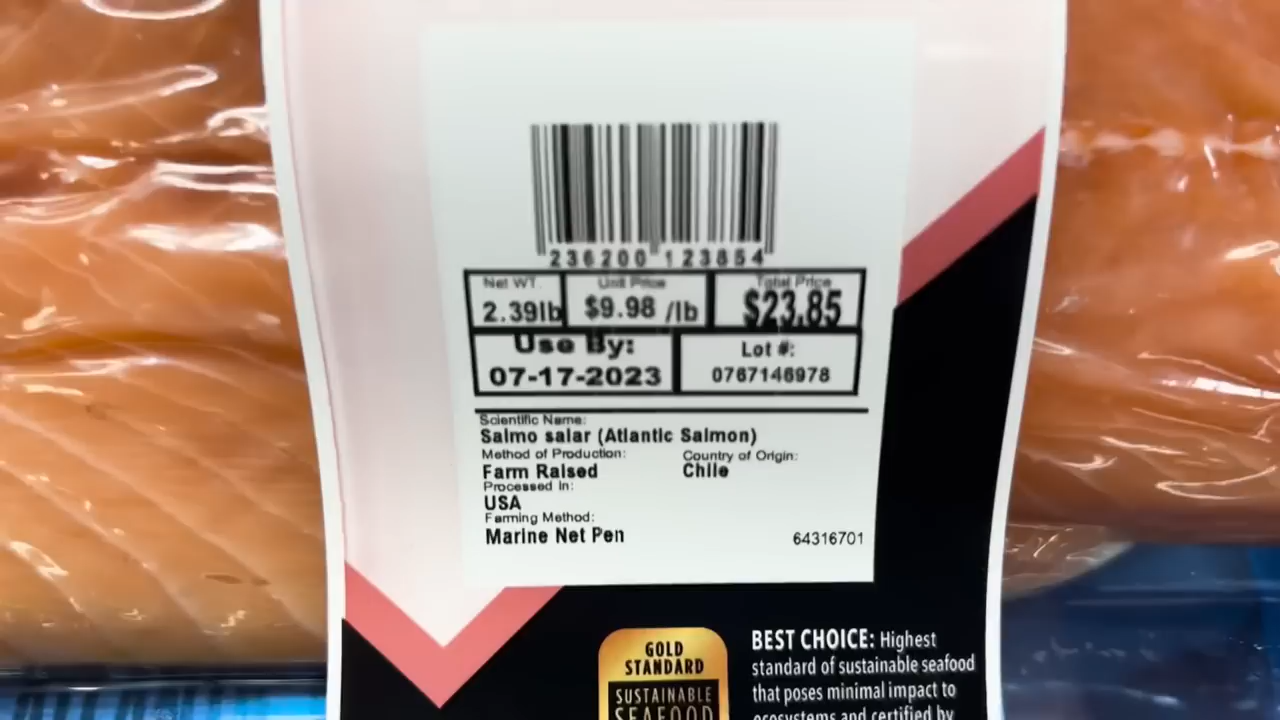 236200 123854
Net WT. Unit Price Total Price
2.39lb $9.98 /lb $23.85
Use By: Lot #:
07-17-2023 0767146978
Scientific Name:
Salmo salar (Atlantic Salmon)
Method of Production: Country of Origin:
Farm Raised Chile
Processed In:
USA
Farming Method:
Marine Net Pen 64316701
GOLD
STANDARD
SUSTAINABLE
SEAFOOD
BEST CHOICE: Highest
standard of sustainable seafood
that poses minimal impact to
ecosystems and certified by